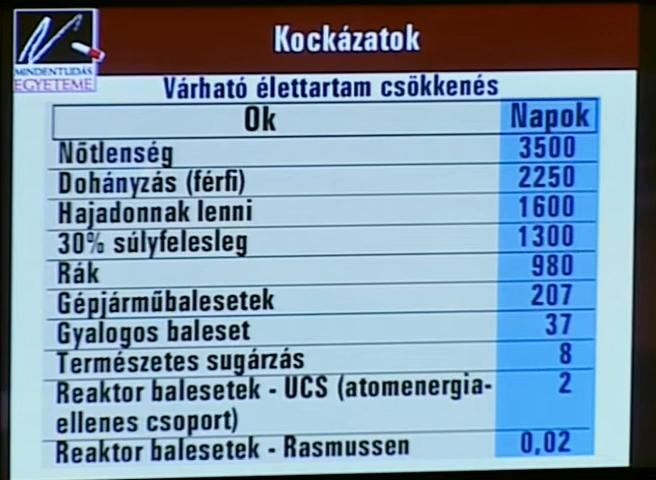 MINDENTUDÁS
EGYETEME
Kockázatok
Várható élettartam csökkenés
Ok Napok
Nőtlenség 3500
Dohányzás (férfi) 2250
Hajadonnak lenni 1600
30% súlyfelesleg 1300
Rák 980
Gépjárműbalesetek 207
Gyalogos baleset 37
Természetes sugárzás 8
Reaktor balesetek - UCS (atomenergia- 2
ellenes csoport)
Reaktor balesetek - Rasmussen 0,02